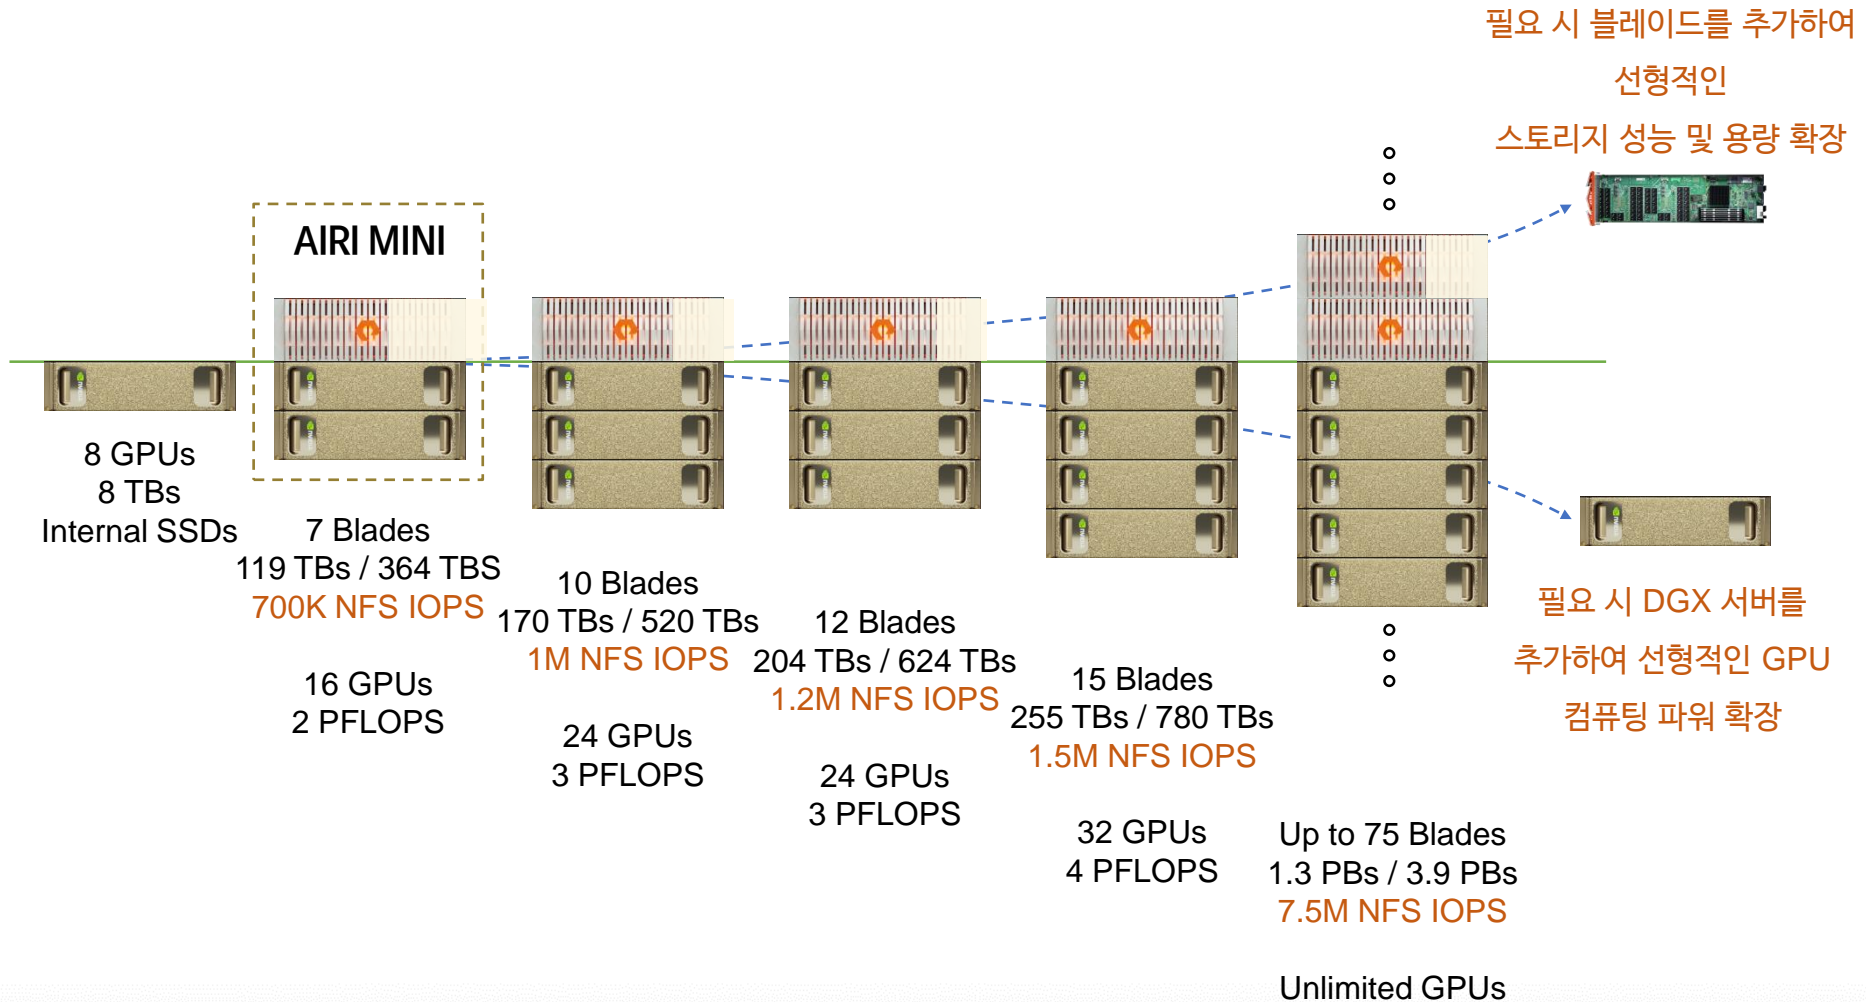 필요 시 블레이드를 추가하여
선형적인
스토리지 성능 및 용량 확장
AIRI MINI
8 GPUs
8 TBs
Internal SSDs
7 Blades
119 TBs / 364 TBS
700K NFS IOPS
16 GPUs
2 PFLOPS
10 Blades
170 TBs / 520 TBs
1M NFS IOPS
24 GPUs
3 PFLOPS
12 Blades
204 TBs / 624 TBs
1.2M NFS IOPS
24 GPUs
3 PFLOPS
15 Blades
255 TBs / 780 TBs
1.5M NFS IOPS
32 GPUs
4 PFLOPS
Up to 75 Blades
1.3 PBs / 3.9 PBs
7.5M NFS IOPS
Unlimited GPUs
필요 시 DGX 서버를
추가하여 선형적인 GPU
컴퓨팅 파워 확장